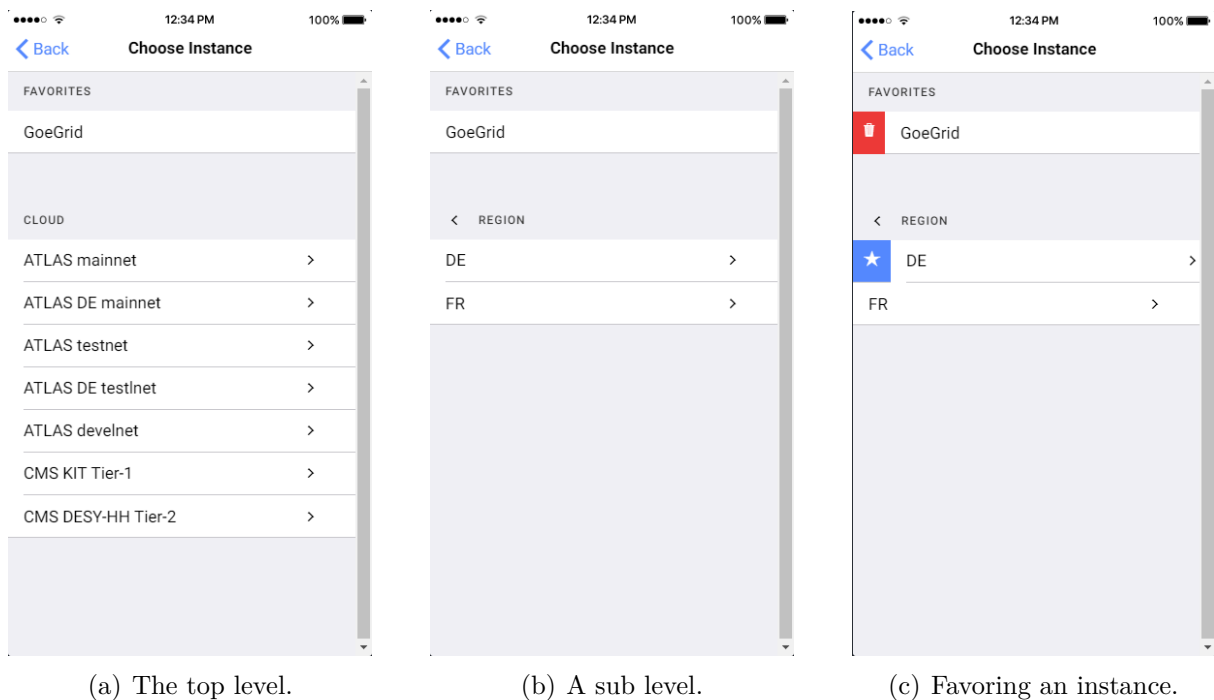 12:34 PM 100%
Back Choose Instance
FAVORITES
GoeGrid
CLOUD
ATLAS mainnet
ATLAS DE mainnet
ATLAS testnet
ATLAS DE testlnet
ATLAS develnet
CMS KIT Tier-1
CMS DESY-HH Tier-2
(a) The top level.
12:34 PM 100%
Back Choose Instance
FAVORITES
GoeGrid
REGION
DE
FR
(b) A sub level.
12:34 PM 100%
Back Choose Instance
FAVORITES
GoeGrid
REGION
DE
FR
(c) Favoring an instance.